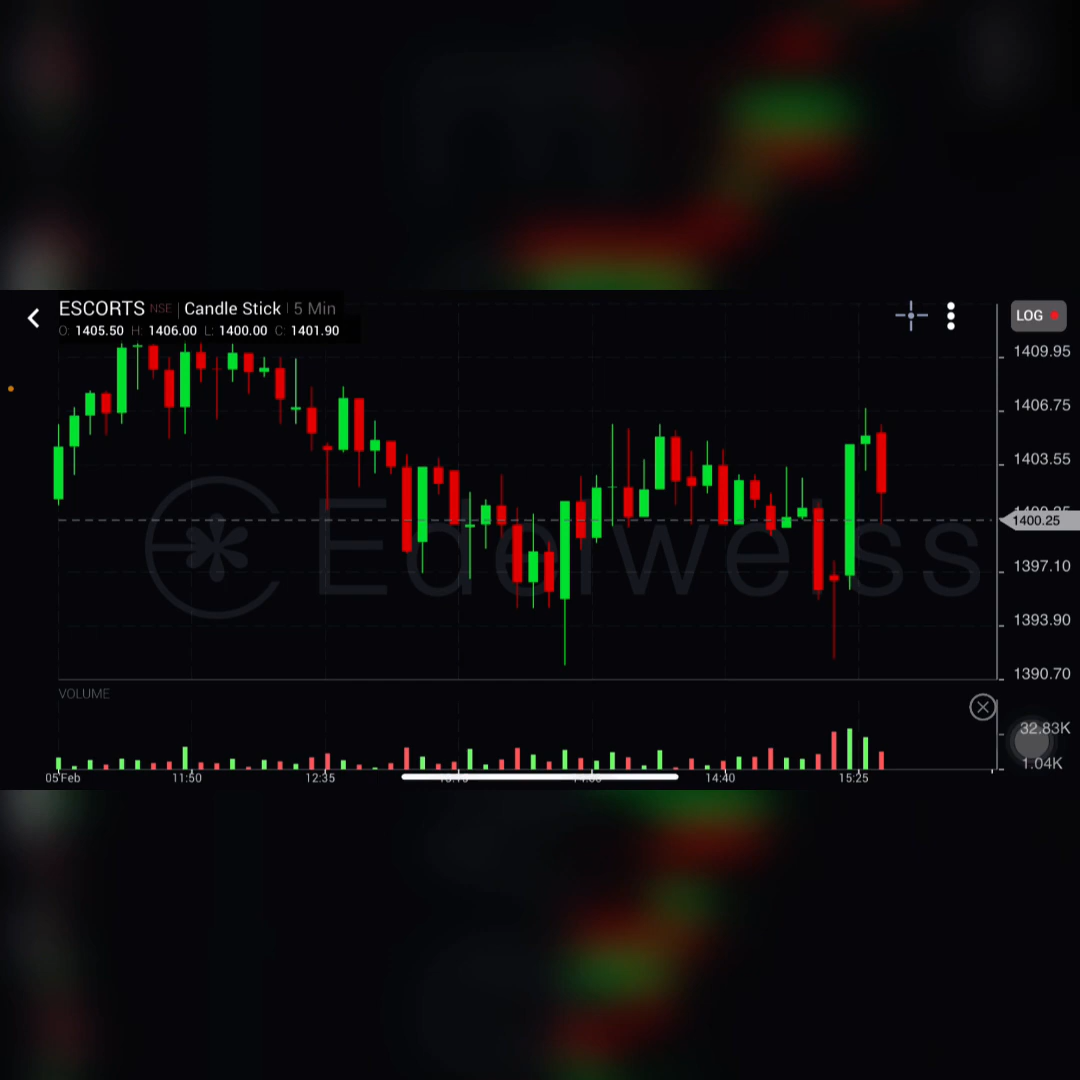 ESCORTS NSE | Candle Stick | 5 Min
O: 1405.50 H: 1406.00 L: 1400.00 C: 1401.90
LOG
1409.95
1406.75
1403.55
1400.25
1397.10
1393.90
1390.70
Edelweiss
VOLUME
32.83K
1.04K
05 Feb 11:50 12:35 14:40 15:25